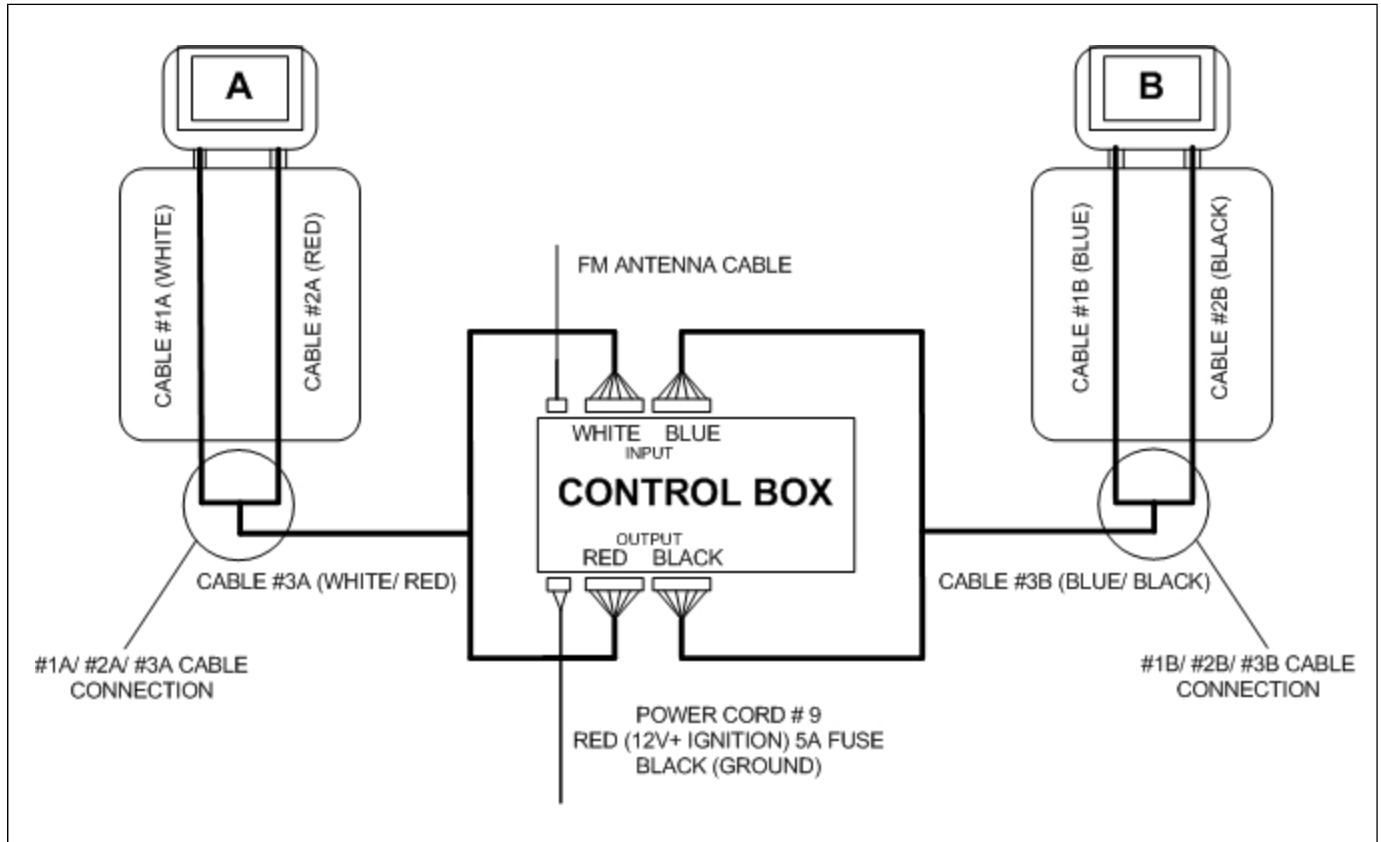 A
B
CABLE #1A (WHITE)
CABLE #2A (RED)
CABLE #1B (BLUE)
CABLE #2B (BLACK)
FM ANTENNA CABLE
WHITE BLUE
INPUT
CONTROL BOX
OUTPUT
RED BLACK
CABLE #3A (WHITE/ RED)
CABLE #3B (BLUE/ BLACK)
#1A/ #2A/ #3A CABLE
CONNECTION
#1B/ #2B/ #3B CABLE
CONNECTION
POWER CORD # 9
RED (12V+ IGNITION) 5A FUSE
BLACK (GROUND)